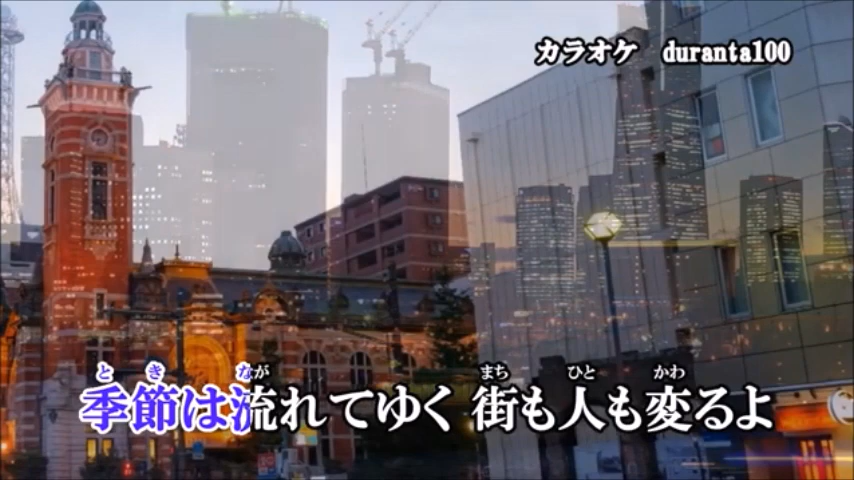 カラオケ　duranta100
とき　なが　まち　ひと　かわ
季節は流れてゆく 街も人も変るよ